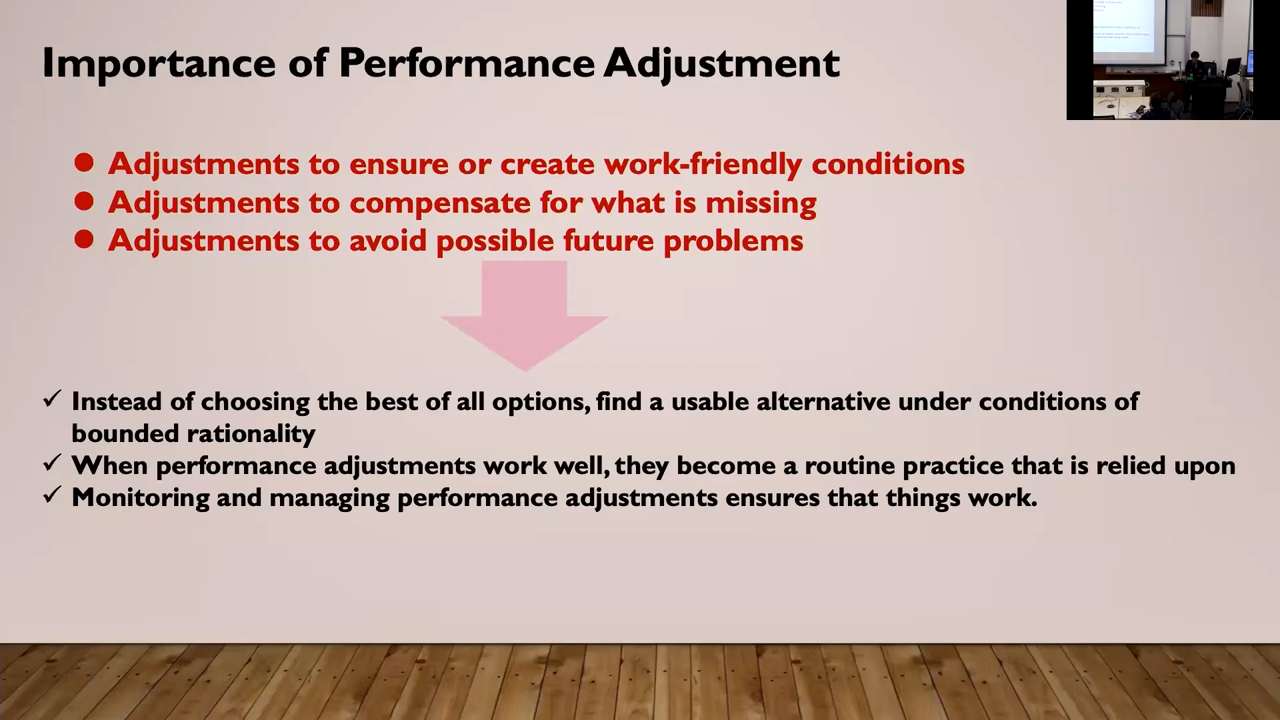 Importance of Performance Adjustment
● Adjustments to ensure or create work-friendly conditions
● Adjustments to compensate for what is missing
● Adjustments to avoid possible future problems
✓ Instead of choosing the best of all options, find a usable alternative under conditions of
bounded rationality
✓ When performance adjustments work well, they become a routine practice that is relied upon
✓ Monitoring and managing performance adjustments ensures that things work.